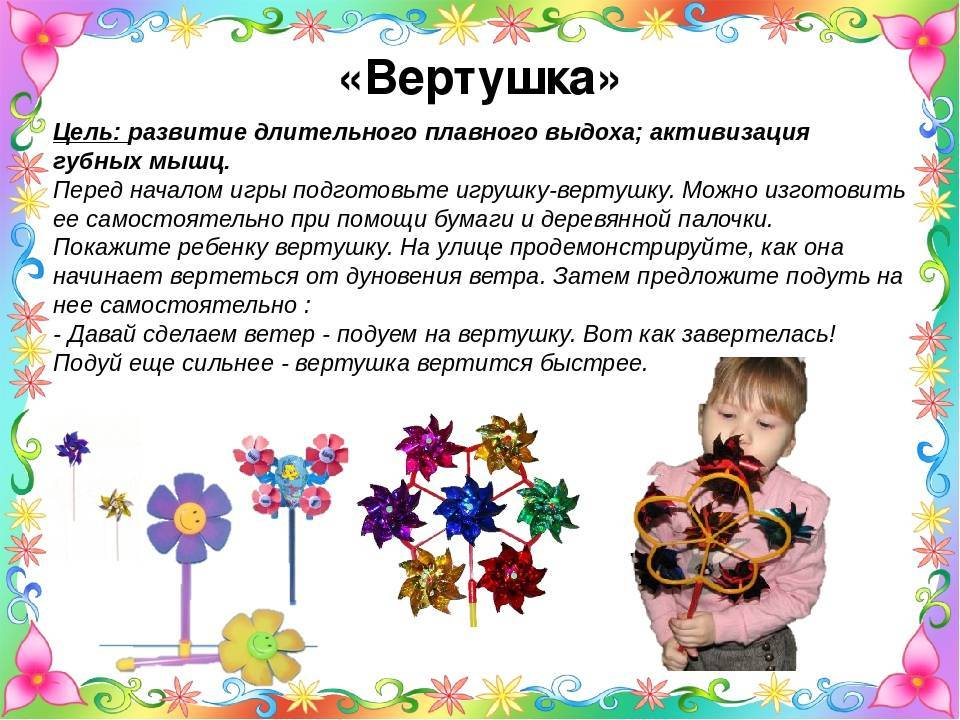 «Вертушка»
Цель: развитие длительного плавного выдоха; активизация
губных мышц.
Перед началом игры подготовьте игрушку-вертушку. Можно изготовить
ее самостоятельно при помощи бумаги и деревянной палочки.
Покажите ребенку вертушку. На улице продемонстрируйте, как она
начинает вертеться от дуновения ветра. Затем предложите подуть на
нее самостоятельно :
- Давай сделаем ветер - подуем на вертушку. Вот как завертелась!
Подуй еще сильнее - вертушка вертится быстрее.